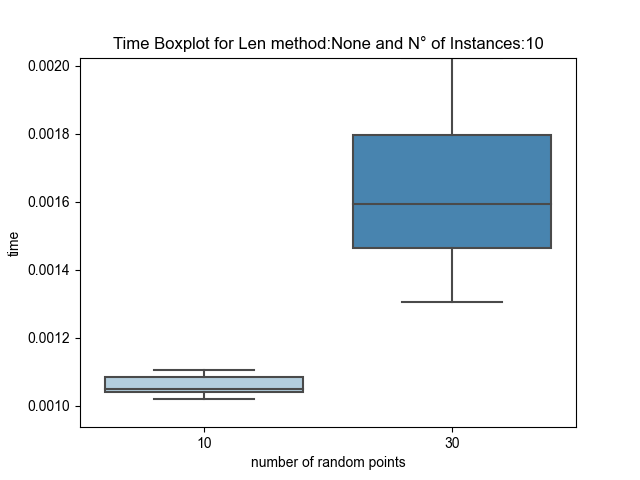 Time Boxplot for Len method:None and N° of Instances:10
0.0020
0.0018
0.0016
0.0014
0.0012
0.0010
time
10 30
number of random points